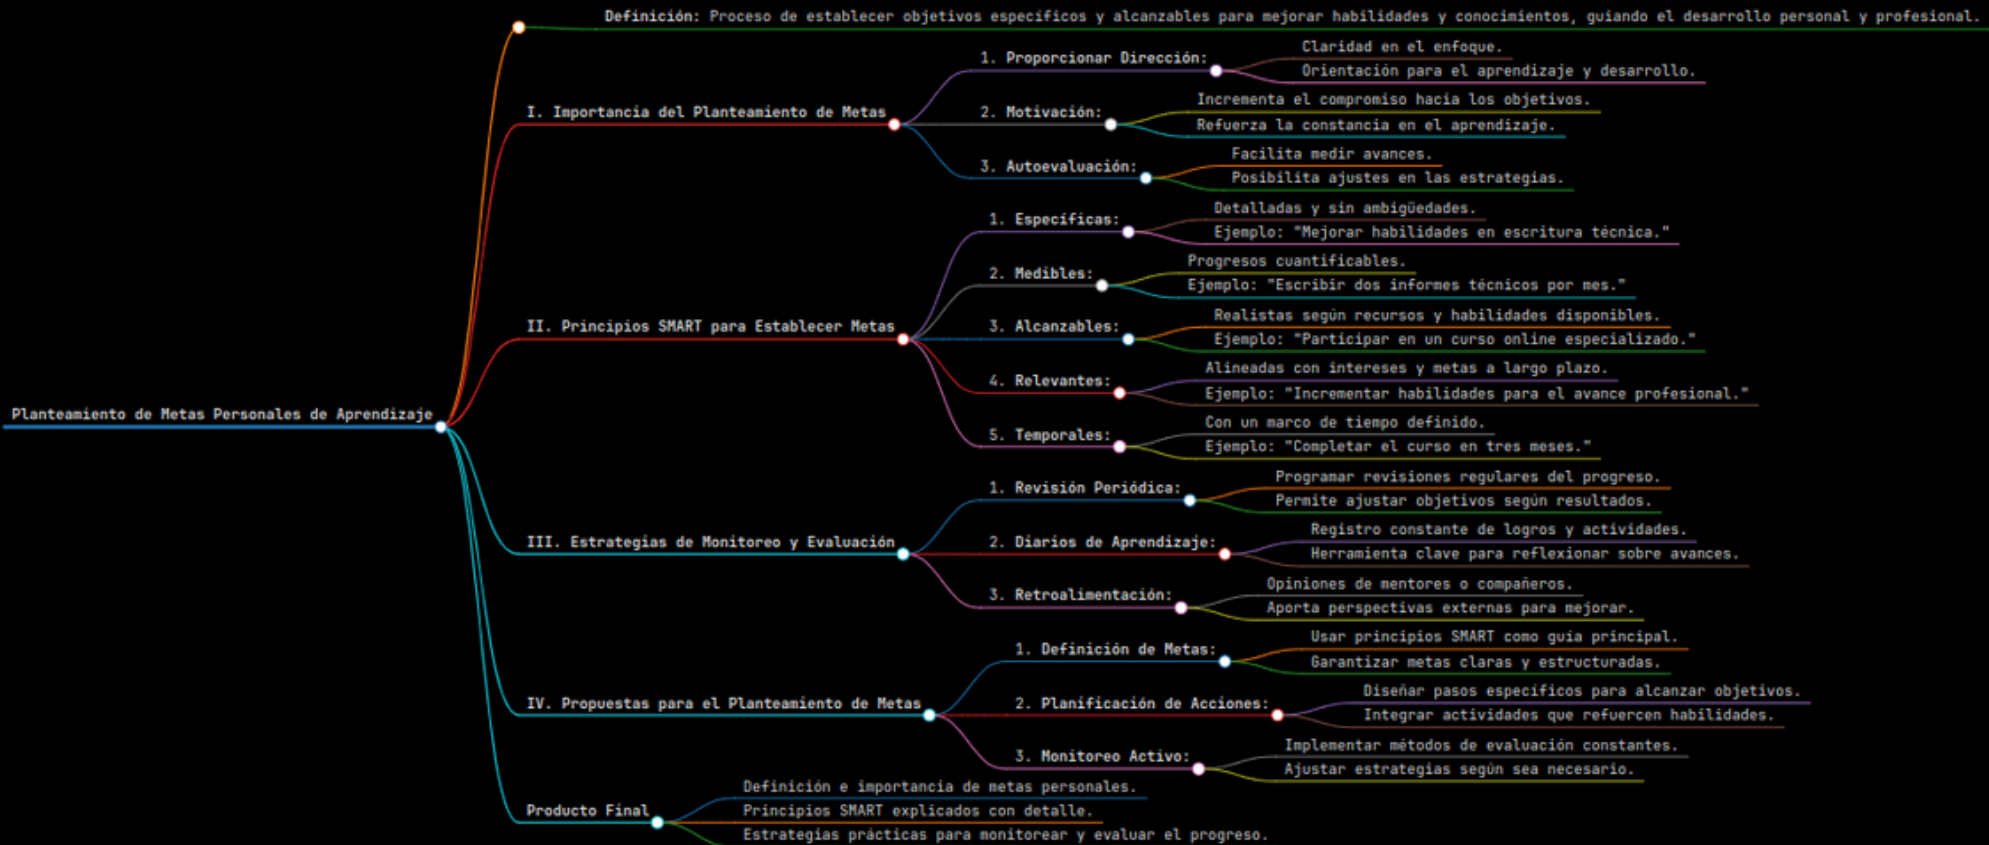 Definición: Proceso de establecer objetivos específicos y alcanzables para mejorar habilidades y conocimientos, guiando el desarrollo personal y profesional.
Claridad en el enfoque.
1. Proporcionar Dirección:
Orientación para el aprendizaje y desarrollo.
Incrementa el compromiso hacia los objetivos.
I. Importancia del Planteamiento de Metas
2. Motivación:
Refuerza la constancia en el aprendizaje.
Facilita medir avances.
3. Autoevaluación:
Posibilita ajustes en las estrategias.
Detalladas y sin ambigüedades.
1. Específicas:
Ejemplo: "Mejorar habilidades en escritura técnica."
Progresos cuantificables.
2. Medibles:
Ejemplo: "Escribir dos informes técnicos por mes."
Realistas según recursos y habilidades disponibles.
II. Principios SMART para Establecer Metas
3. Alcanzables:
Ejemplo: "Participar en un curso online especializado."
Alineadas con intereses y metas a largo plazo.
4. Relevantes:
Ejemplo: "Incrementar habilidades para el avance profesional."
Planteamiento de Metas Personales de Aprendizaje
Con un marco de tiempo definido.
5. Temporales:
Ejemplo: "Completar el curso en tres meses."
Programar revisiones regulares del progreso.
1. Revisión Periódica:
Permite ajustar objetivos según resultados.
Registro constante de logros y actividades.
III. Estrategias de Monitoreo y Evaluación
2. Diarios de Aprendizaje:
Herramienta clave para reflexionar sobre avances.
Opiniones de mentores o compañeros.
3. Retroalimentación:
Aporta perspectivas externas para mejorar.
Usar principios SMART como guía principal.
1. Definición de Metas:
Garantizar metas claras y estructuradas.
Diseñar pasos específicos para alcanzar objetivos.
IV. Propuestas para el Planteamiento de Metas
2. Planificación de Acciones:
Integrar actividades que refuercen habilidades.
Implementar métodos de evaluación constantes.
3. Monitoreo Activo:
Ajustar estrategias según sea necesario.
Definición e importancia de metas personales.
Producto Final
Principios SMART explicados con detalle.
Estrategias prácticas para monitorear y evaluar el progreso.